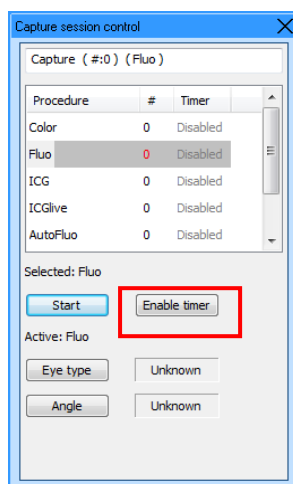 Capture session control
Capture ( #:0 ) ( Fluo )
Procedure # Timer
Color 0 Disabled
Fluo 0 Disabled
ICG 0 Disabled
ICGlive 0 Disabled
AutoFluo 0 Disabled
Selected: Fluo
Start Enable timer
Active: Fluo
Eye type Unknown
Angle Unknown